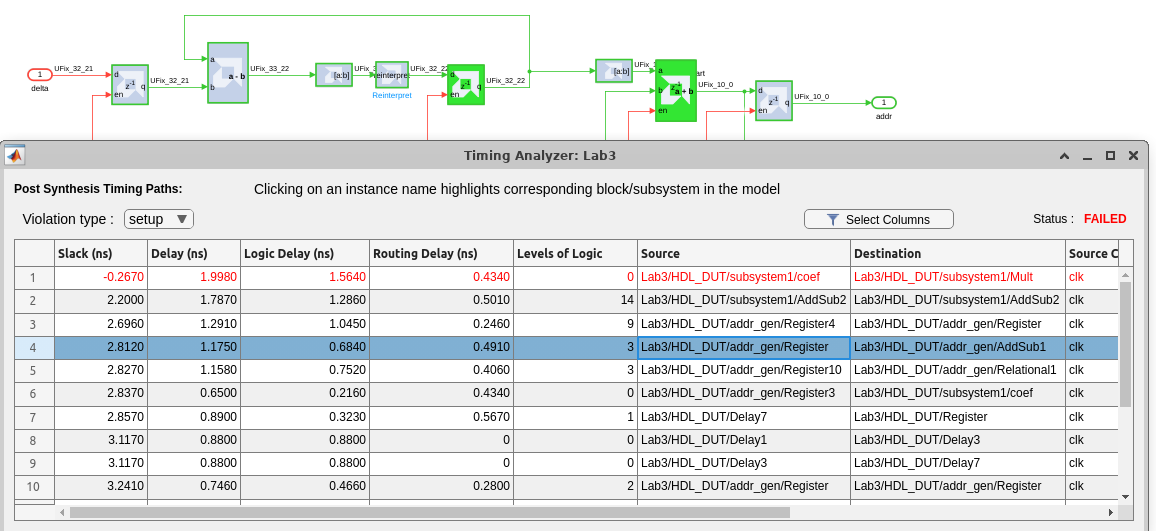 UFix_32_21
1
delta
d
z-1
q
en
UFix_32_21
a
a - b
b
UFix_33_22
[a:b]
UFix_3
Reinterpre
Reinterpret
UFix_32_22
d
z-1
q
en
UFix_32_22
[a:b]
UFix_1
a
z-1
a + b
b
en
art
UFix_10_0
d
z-1
q
en
UFix_10_0
1
addr
Timing Analyzer: Lab3
Post Synthesis Timing Paths: Clicking on an instance name highlights corresponding block/subsystem in the model
Violation type : setup Select Columns Status : FAILED
Slack (ns) Delay (ns) Logic Delay (ns) Routing Delay (ns) Levels of Logic Source Destination Source C
1 -0.2670 1.9980 1.5640 0.4340 0 Lab3/HDL_DUT/subsystem1/coef Lab3/HDL_DUT/subsystem1/Mult clk
2 2.2000 1.7870 1.2860 0.5010 14 Lab3/HDL_DUT/subsystem1/AddSub2 Lab3/HDL_DUT/subsystem1/AddSub2 clk
3 2.6960 1.2910 1.0450 0.2460 9 Lab3/HDL_DUT/addr_gen/Register4 Lab3/HDL_DUT/addr_gen/Register clk
4 2.8120 1.1750 0.6840 0.4910 3 Lab3/HDL_DUT/addr_gen/Register Lab3/HDL_DUT/addr_gen/AddSub1 clk
5 2.8270 1.1580 0.7520 0.4060 3 Lab3/HDL_DUT/addr_gen/Register10 Lab3/HDL_DUT/addr_gen/Relational1 clk
6 2.8370 0.6500 0.2160 0.4340 0 Lab3/HDL_DUT/addr_gen/Register3 Lab3/HDL_DUT/subsystem1/coef clk
7 2.8570 0.8900 0.3230 0.5670 1 Lab3/HDL_DUT/Delay7 Lab3/HDL_DUT/Register clk
8 3.1170 0.8800 0.8800 0 0 Lab3/HDL_DUT/Delay1 Lab3/HDL_DUT/Delay3 clk
9 3.1170 0.8800 0.8800 0 0 Lab3/HDL_DUT/Delay3 Lab3/HDL_DUT/Delay7 clk
10 3.2410 0.7460 0.4660 0.2800 2 Lab3/HDL_DUT/addr_gen/Register Lab3/HDL_DUT/addr_gen/Register clk